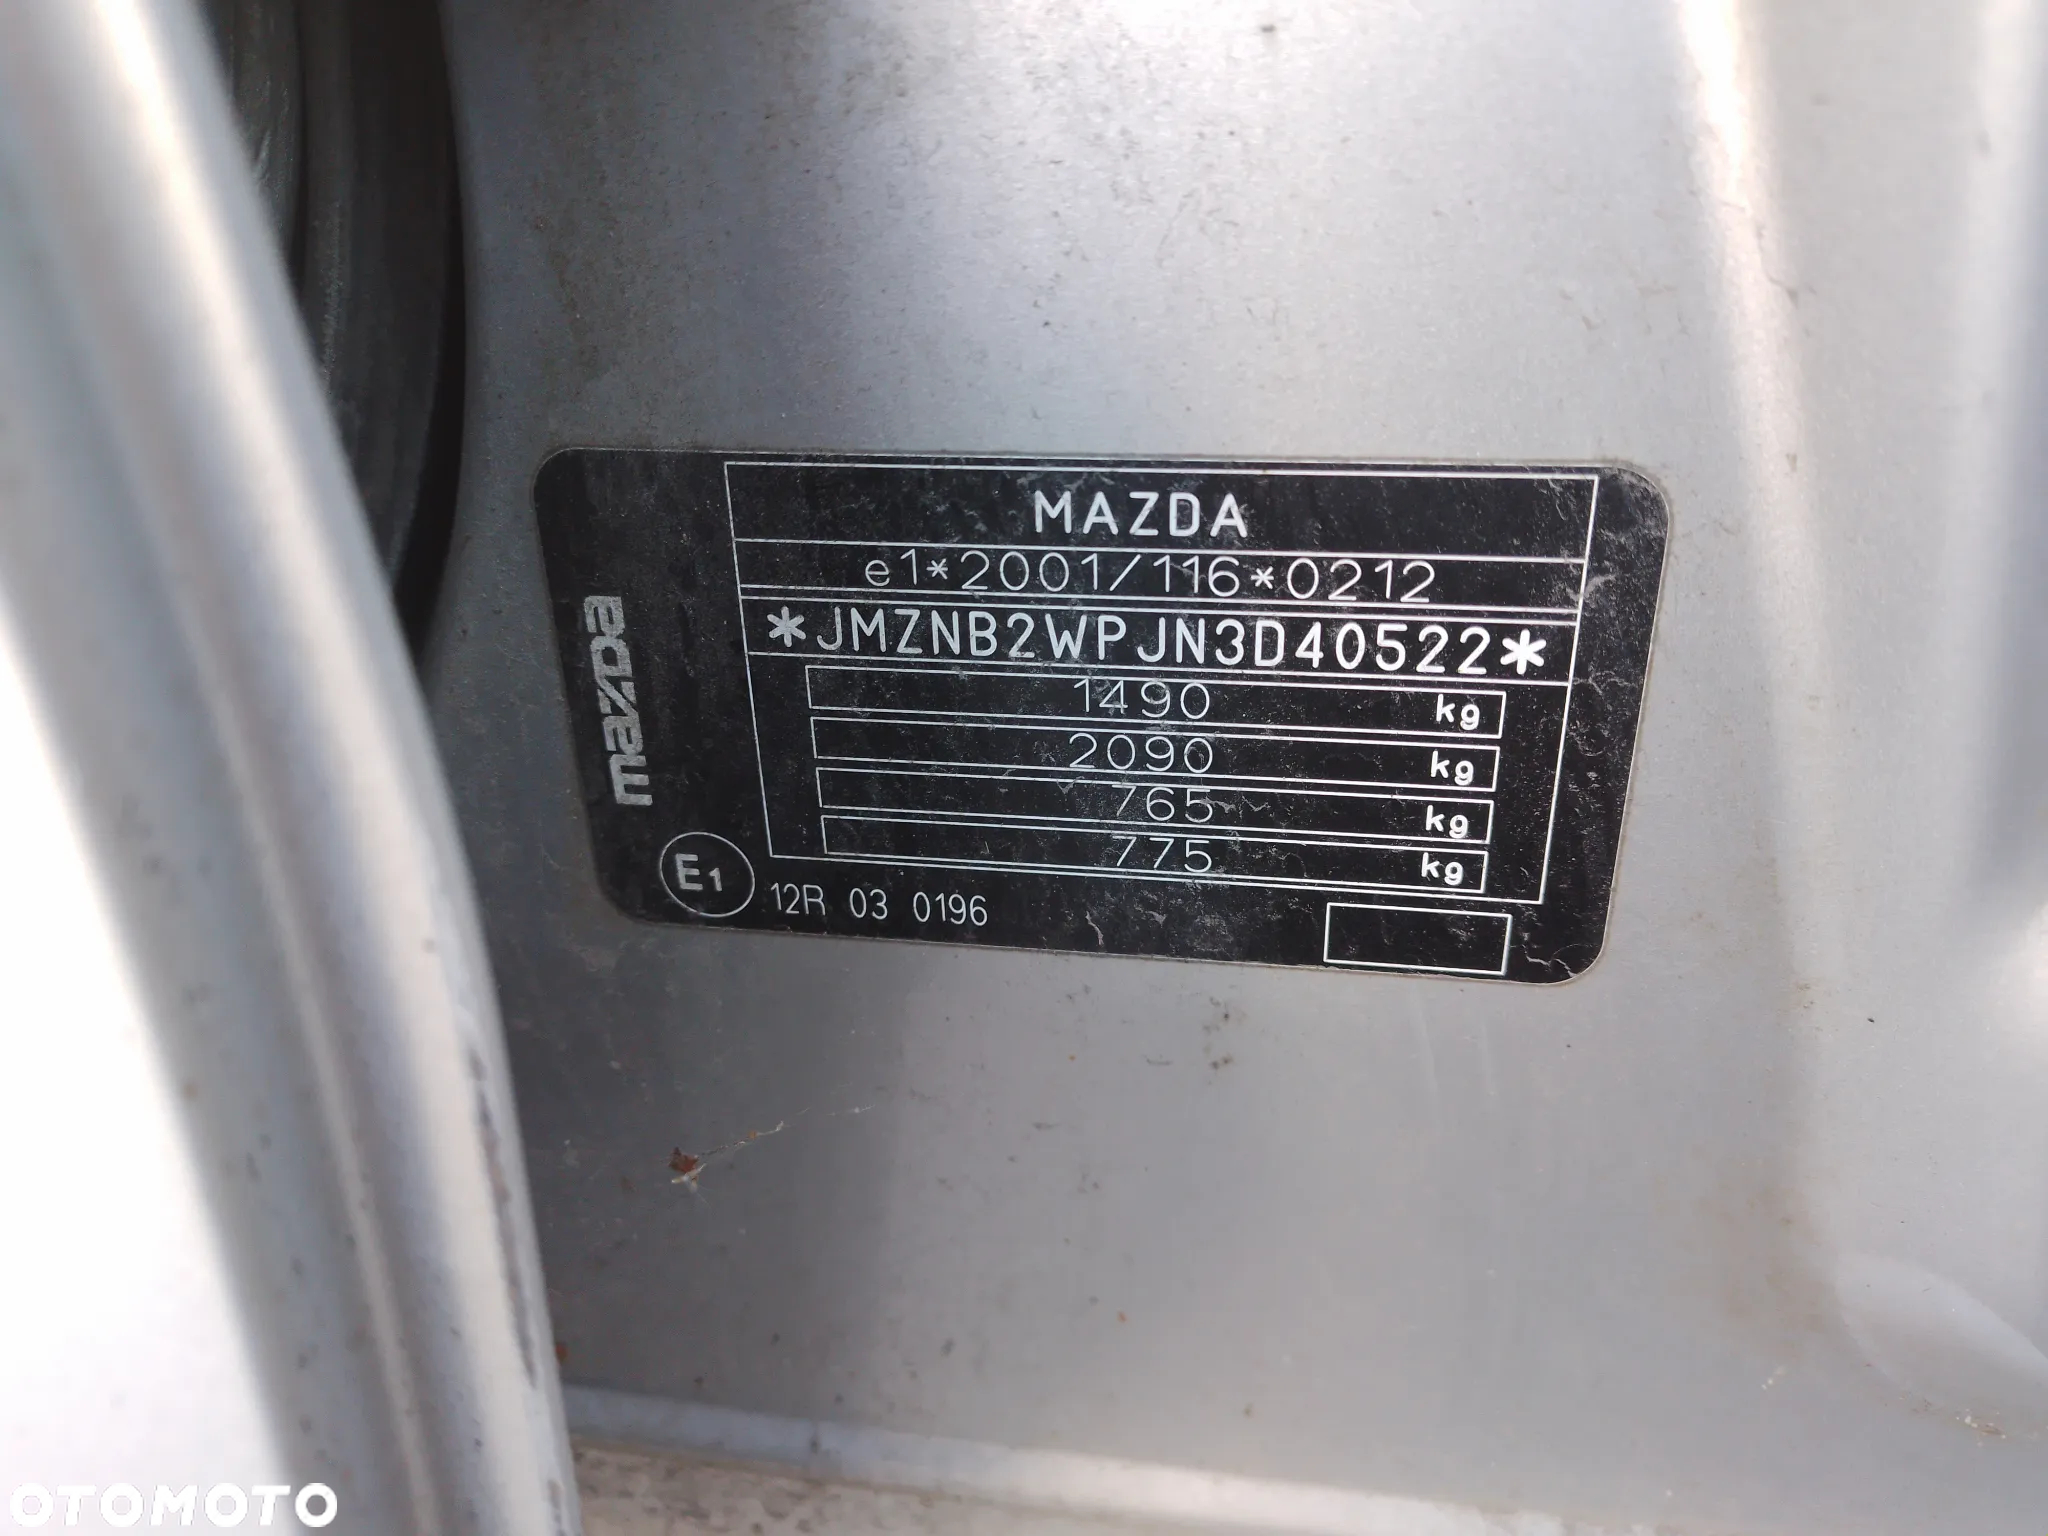 MAZDA
e1*2001/116*0212
*JMZNB2WPJN3D40522*
1490 kg
2090 kg
765 kg
775 kg
mazDa
E1 12R 03 0196
OTOMOTO